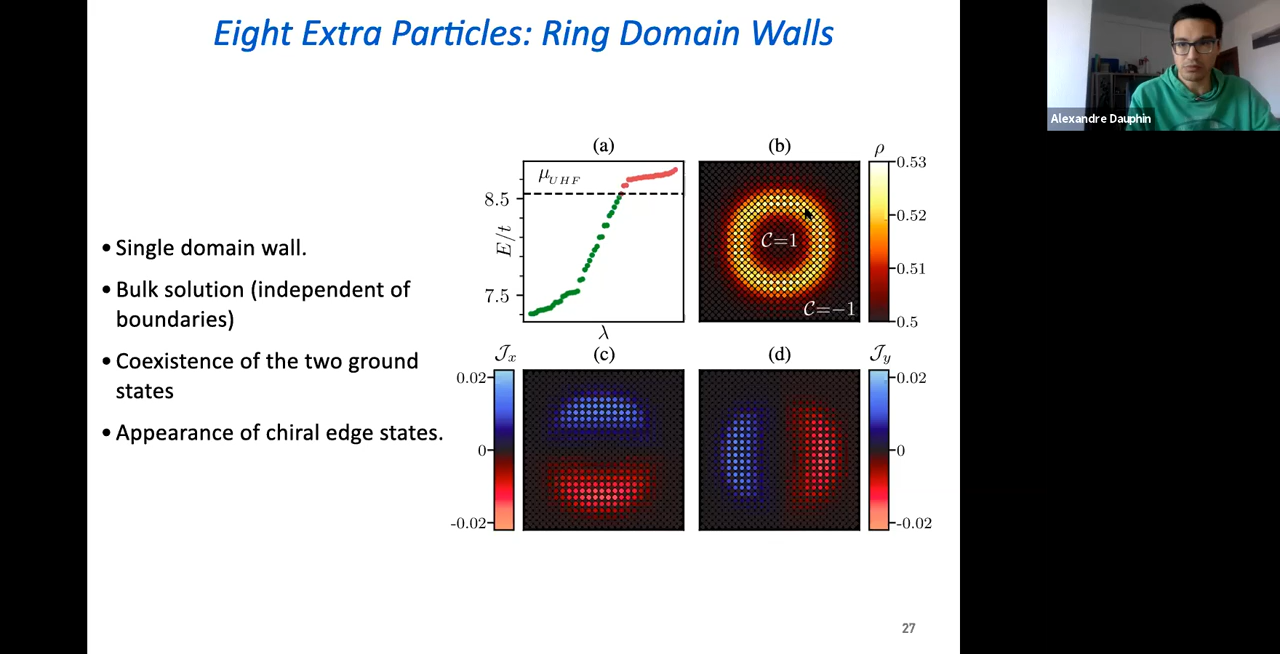 Eight Extra Particles: Ring Domain Walls
Alexandre Dauphin
• Single domain wall.
• Bulk solution (independent of
boundaries)
• Coexistence of the two ground
states
• Appearance of chiral edge states.
(a)
μ_UHF
8.5
7.5
E/t
λ
(b)
C=1
C=−1
ρ
0.53
0.52
0.51
0.5
𝒥x
(c)
0.02
0
-0.02
(d)
𝒥y
0.02
0
-0.02
27